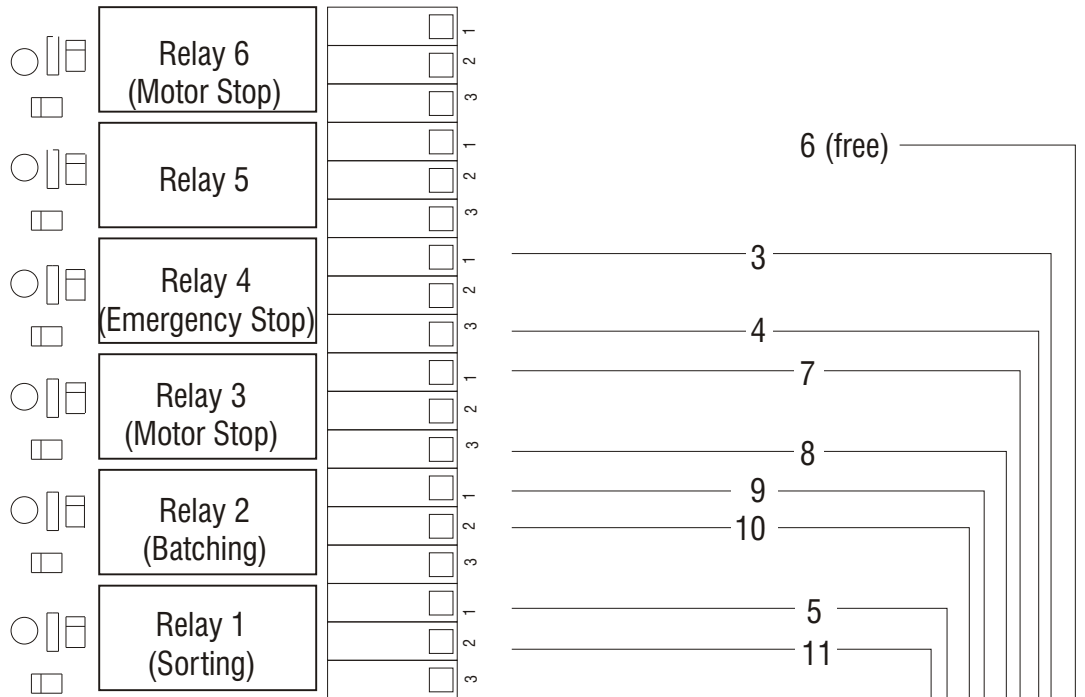 Relay 6
(Motor Stop)
1
2
3
Relay 5
1
2
3
6 (free)
Relay 4
(Emergency Stop)
1
2
3
3
4
Relay 3
(Motor Stop)
1
2
3
7
8
Relay 2
(Batching)
1
2
3
9
10
Relay 1
(Sorting)
1
2
3
5
11